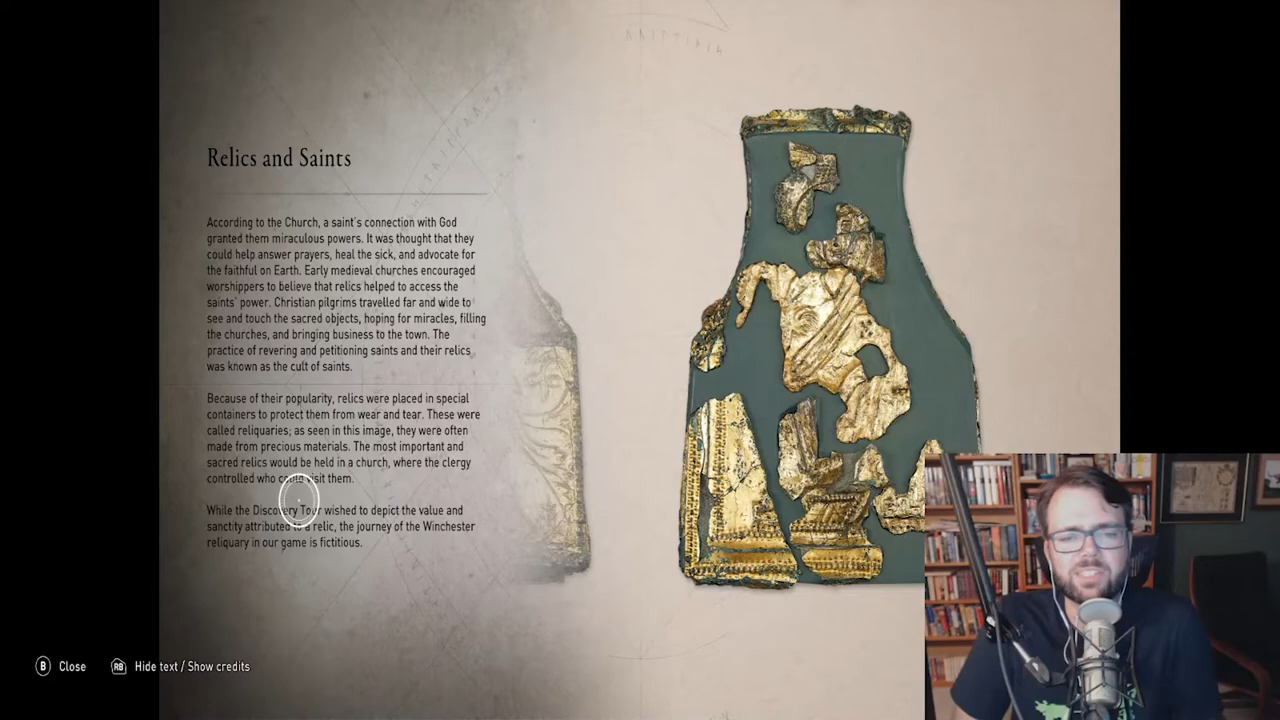 Relics and Saints
According to the Church, a saint's connection with God
granted them miraculous powers. It was thought that they
could help answer prayers, heal the sick, and advocate for
the faithful on Earth. Early medieval churches encouraged
worshippers to believe that relics helped to access the
saints' power. Christian pilgrims travelled far and wide to
see and touch the sacred objects, hoping for miracles, filling
the churches, and bringing business to the town. The
practice of revering and petitioning saints and their relics
was known as the cult of saints.
Because of their popularity, relics were placed in special
containers to protect them from wear and tear. These were
called reliquaries; as seen in this image, they were often
made from precious materials. The most important and
sacred relics would be held in a church, where the clergy
controlled who could visit them.
While the Discovery Tour wished to depict the value and
sanctity attributed to a relic, the journey of the Winchester
reliquary in our game is fictitious.
B Close RB Hide text / Show credits